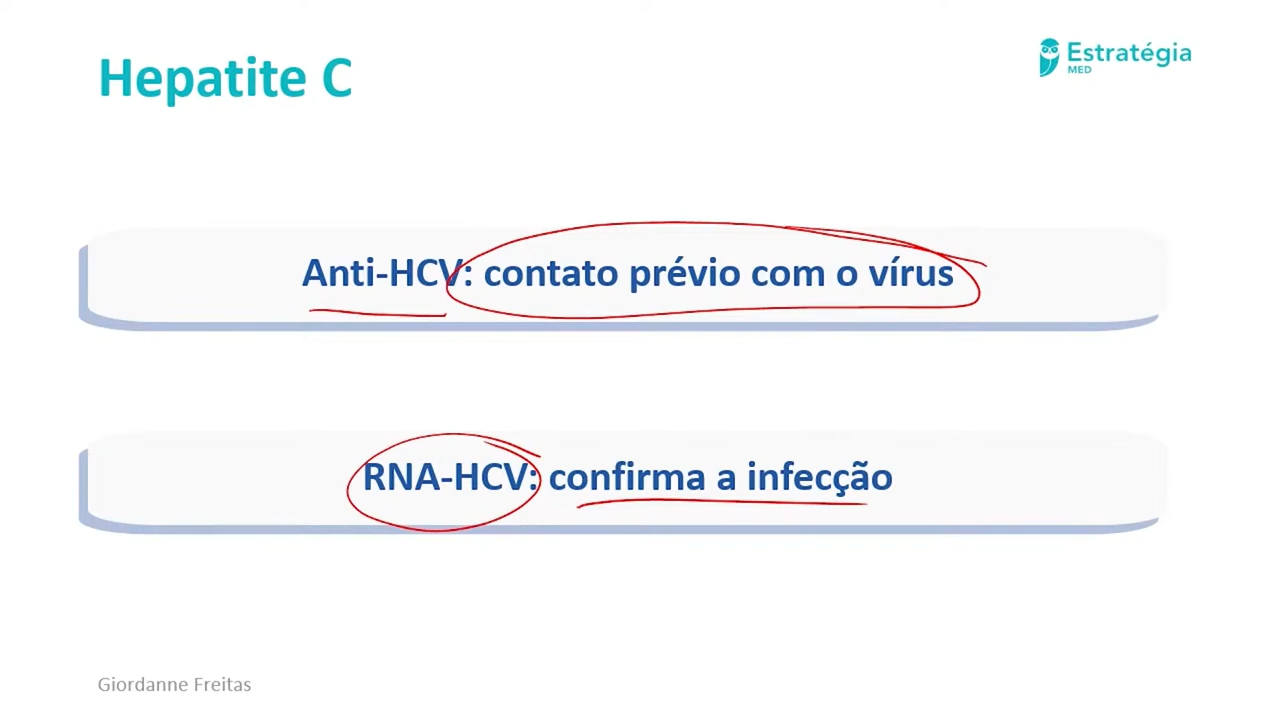 Hepatite C
Estratégia
MED
Anti-HCV: contato prévio com o vírus
RNA-HCV: confirma a infecção
Giordanne Freitas